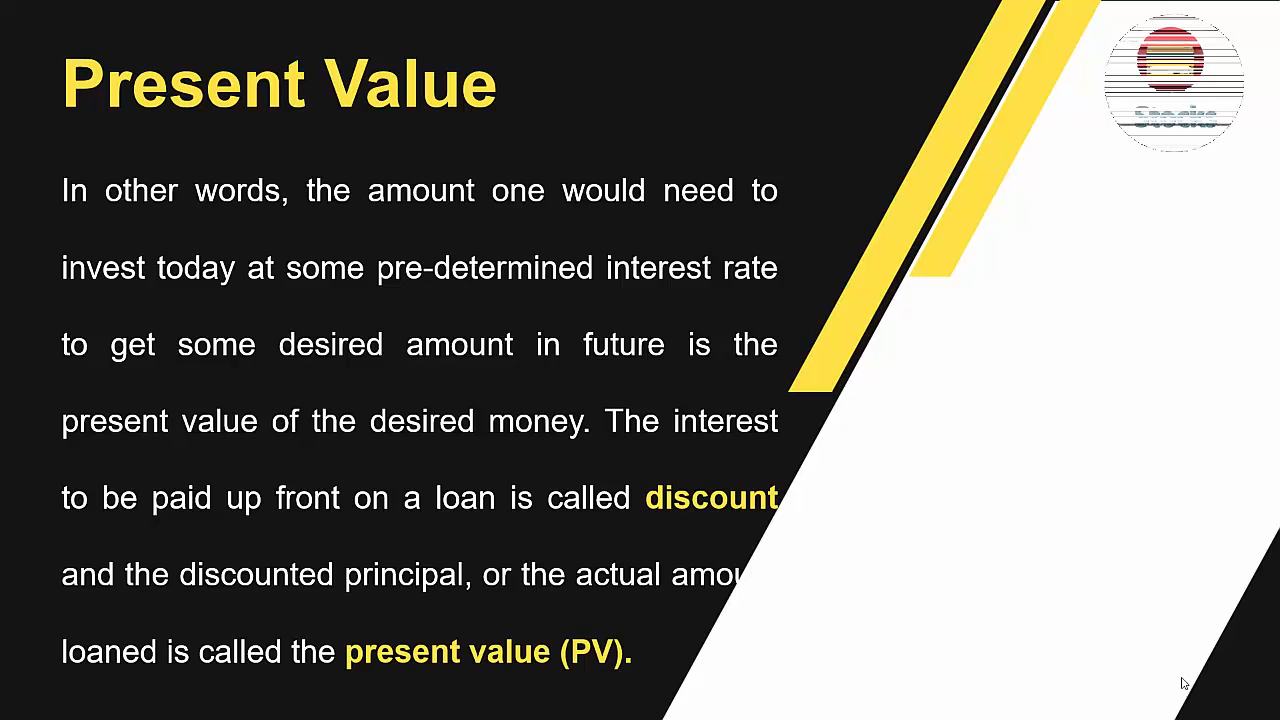 Present Value
In other words, the amount one would need to
invest today at some pre-determined interest rate
to get some desired amount in future is the
present value of the desired money. The interest
to be paid up front on a loan is called discount
and the discounted principal, or the actual amou
loaned is called the present value (PV).